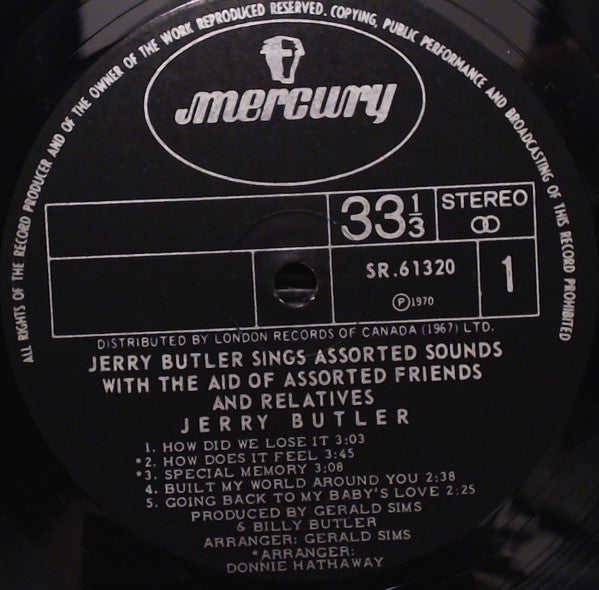 ALL RIGHTS OF THE RECORD PRODUCER AND OF THE OWNER OF THE WORK REPRODUCED RESERVED. COPYING, PUBLIC PERFORMANCE AND BROADCASTING OF THIS RECORD PROHIBITED
mercury
33⅓
STEREO
SR.61320
1
Ⓟ1970
DISTRIBUTED BY LONDON RECORDS OF CANADA (1967) LTD.
JERRY BUTLER SINGS ASSORTED SOUNDS
WITH THE AID OF ASSORTED FRIENDS
AND RELATIVES
JERRY BUTLER
1. HOW DID WE LOSE IT 3:03
*2. HOW DOES IT FEEL 3:45
*3. SPECIAL MEMORY 3:08
4. BUILT MY WORLD AROUND YOU 2:38
5. GOING BACK TO MY BABY'S LOVE 2:25
PRODUCED BY GERALD SIMS
& BILLY BUTLER
ARRANGER: GERALD SIMS
*ARRANGER:
DONNIE HATHAWAY